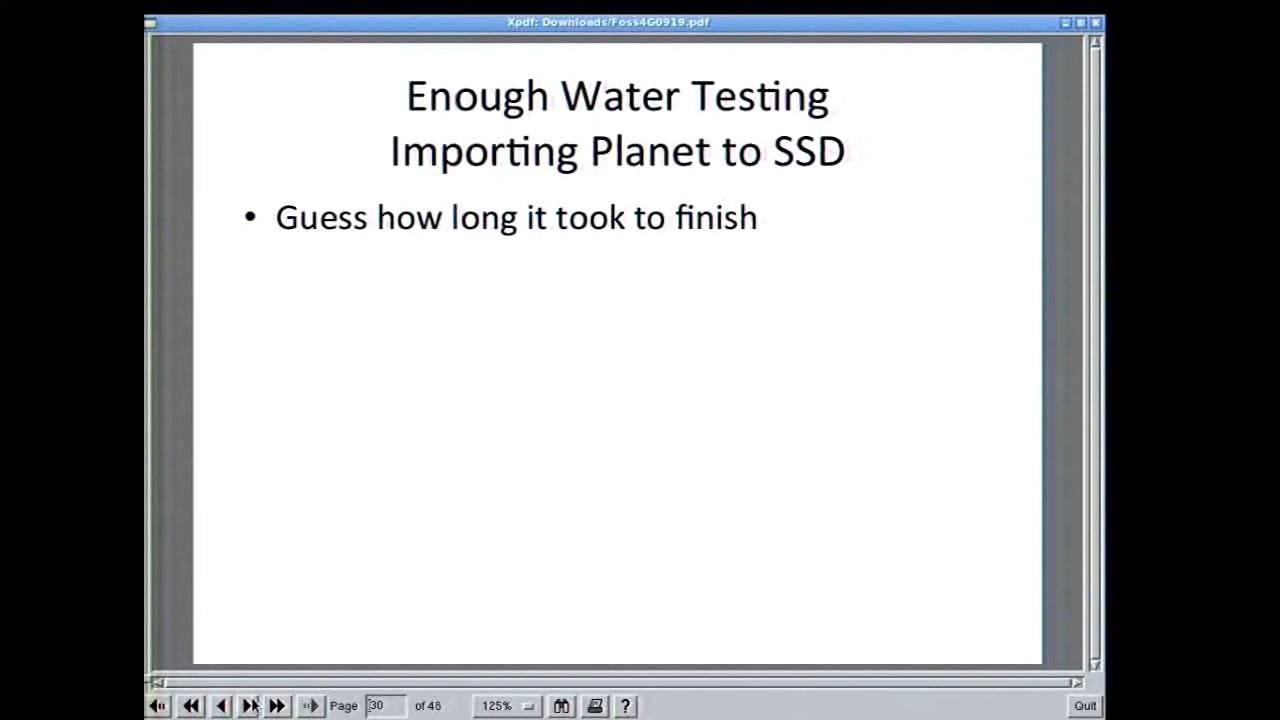 Xpdf: Downloads/Foss4G0919.pdf
Enough Water Testing
Importing Planet to SSD
• Guess how long it took to finish
Page 30 of 48 125% ? Quit